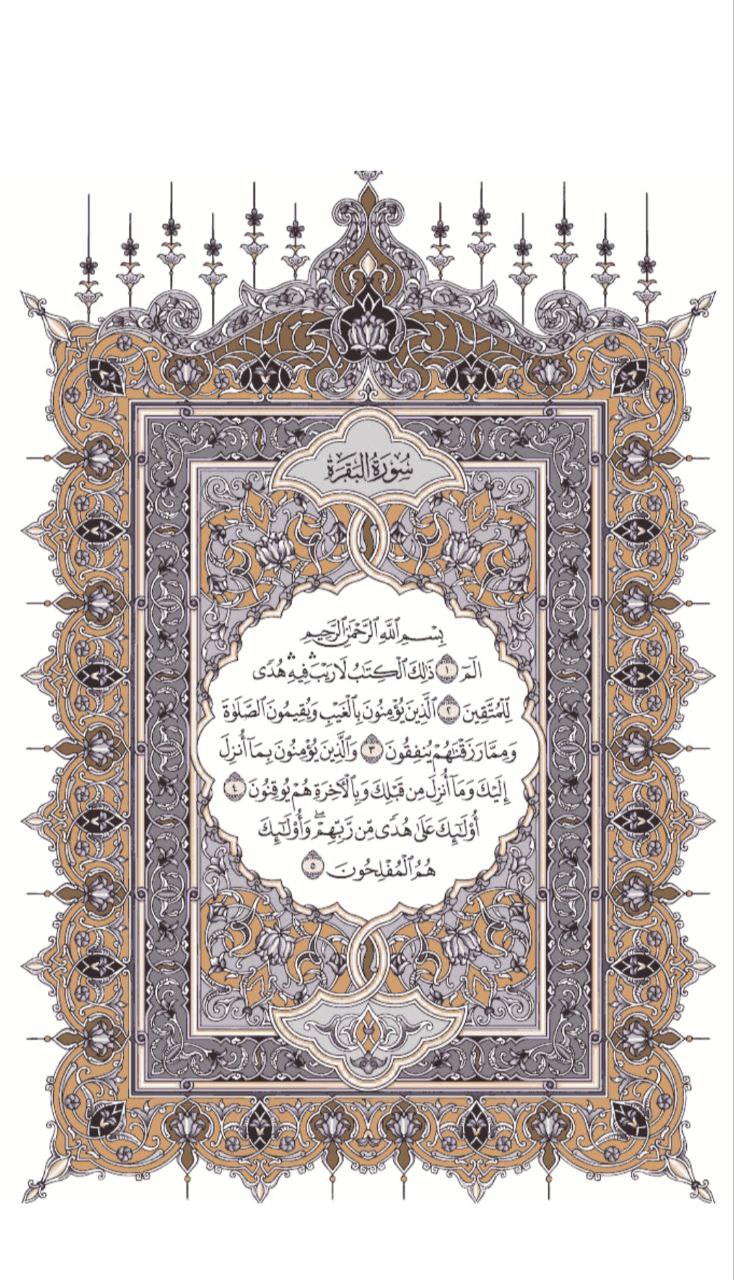 سُورَةُ البَقَرَةِ
بِسْمِ ٱللَّهِ ٱلرَّحْمَٰنِ ٱلرَّحِيمِ
الٓمٓ ١ ذَٰلِكَ ٱلْكِتَٰبُ لَا رَيْبَ ۛ فِيهِ ۛ هُدًى
لِّلْمُتَّقِينَ ٢ ٱلَّذِينَ يُؤْمِنُونَ بِٱلْغَيْبِ وَيُقِيمُونَ ٱلصَّلَوٰةَ
وَمِمَّا رَزَقْنَٰهُمْ يُنفِقُونَ ٣ وَٱلَّذِينَ يُؤْمِنُونَ بِمَآ أُنزِلَ
إِلَيْكَ وَمَآ أُنزِلَ مِن قَبْلِكَ وَبِٱلْأٓخِرَةِ هُمْ يُوقِنُونَ ٤
أُو۟لَٰٓئِكَ عَلَىٰ هُدًى مِّن رَّبِّهِمْ ۖ وَأُو۟لَٰٓئِكَ
هُمُ ٱلْمُفْلِحُونَ ٥